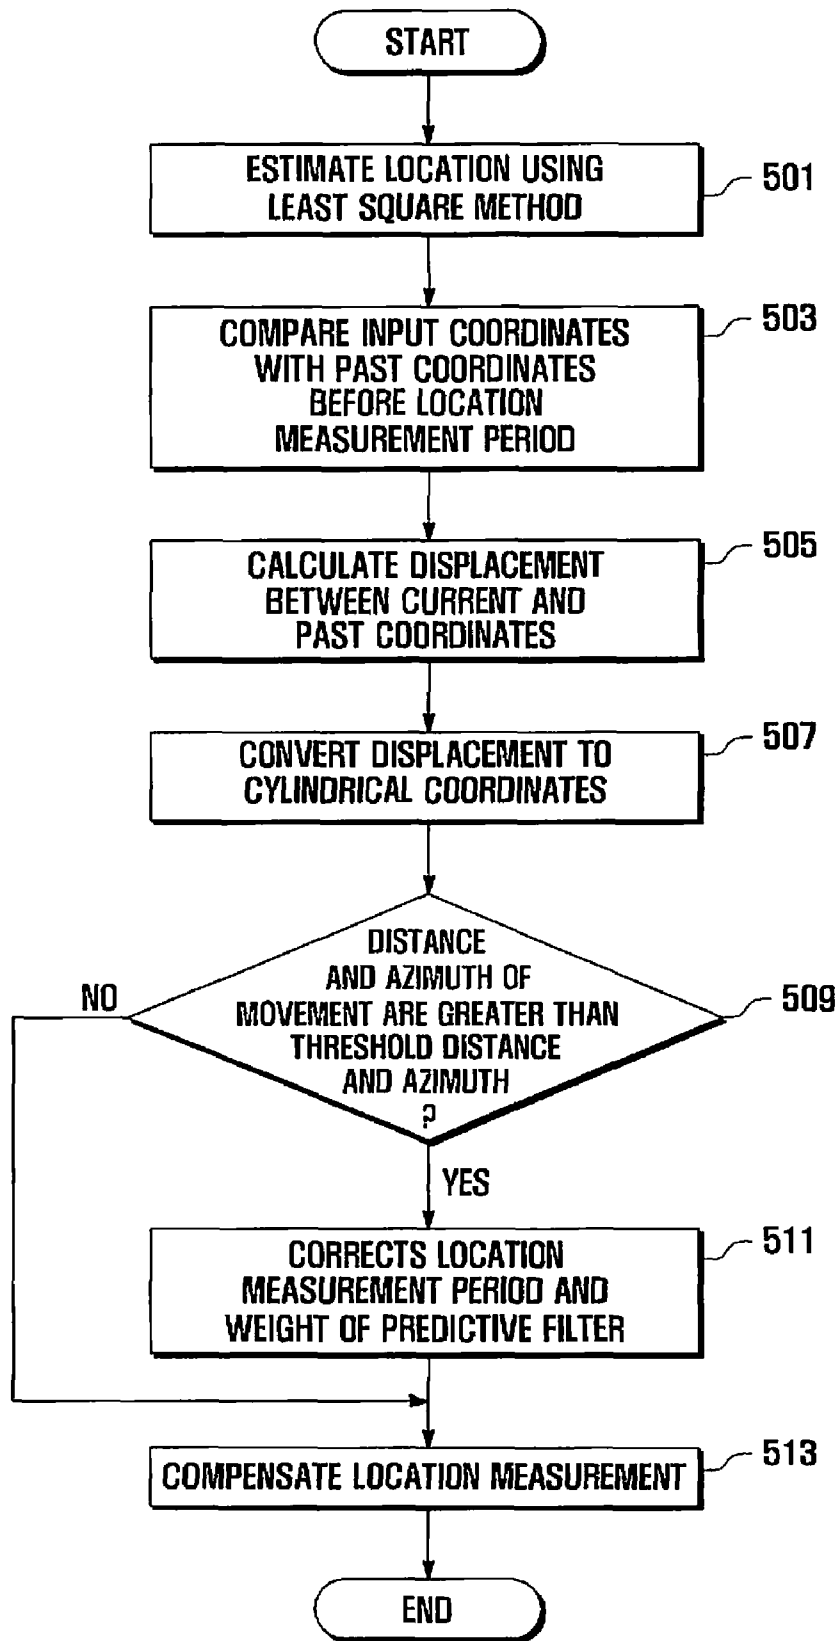 START
ESTIMATE LOCATION USING
LEAST SQUARE METHOD
501
COMPARE INPUT COORDINATES
WITH PAST COORDINATES
BEFORE LOCATION
MEASUREMENT PERIOD
503
CALCULATE DISPLACEMENT
BETWEEN CURRENT AND
PAST COORDINATES
505
CONVERT DISPLACEMENT TO
CYLINDRICAL COORDINATES
507
DISTANCE
AND AZIMUTH OF
MOVEMENT ARE GREATER THAN
THRESHOLD DISTANCE
AND AZIMUTH
?
509
NO
YES
CORRECTS LOCATION
MEASUREMENT PERIOD AND
WEIGHT OF PREDICTIVE FILTER
511
COMPENSATE LOCATION MEASUREMENT
513
END